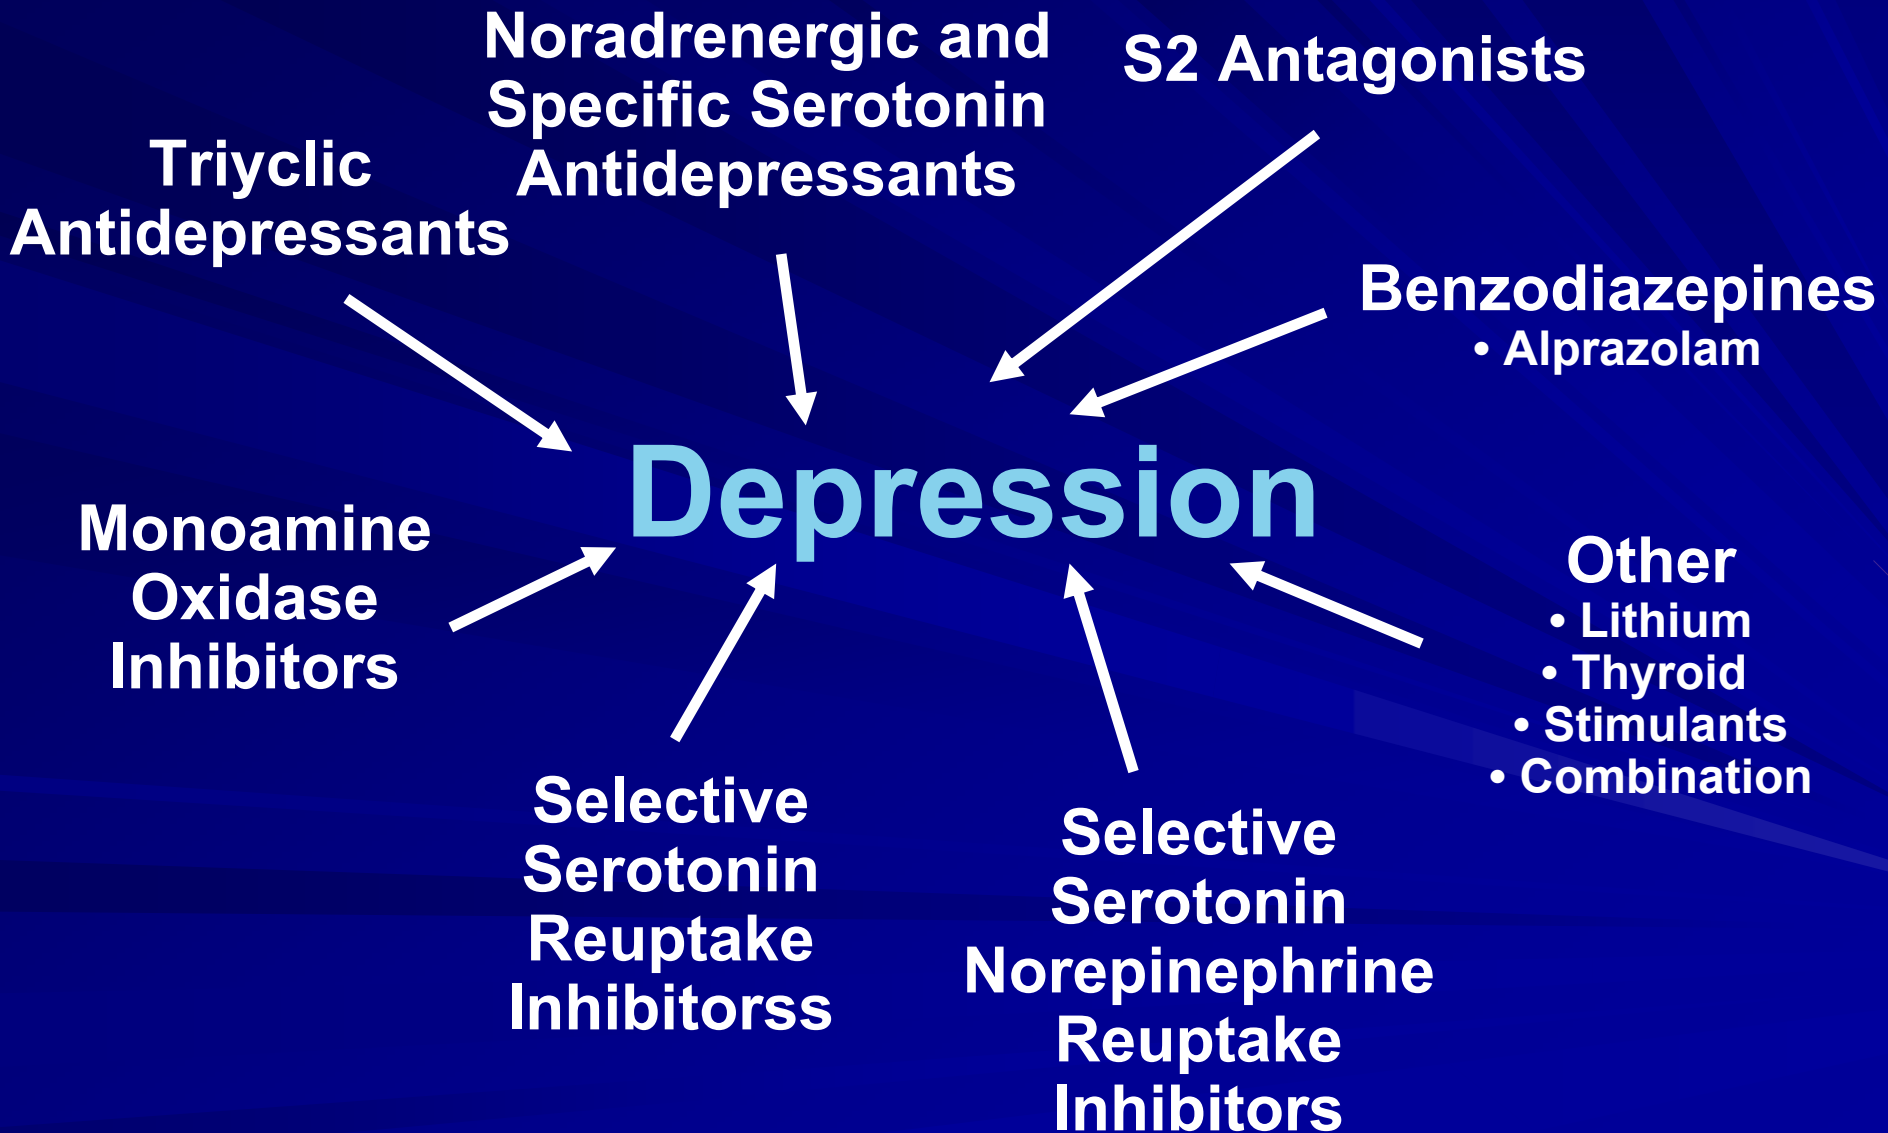 Noradrenergic and
Specific Serotonin
Antidepressants
S2 Antagonists
Triyclic
Antidepressants
Benzodiazepines
• Alprazolam
Depression
Monoamine
Oxidase
Inhibitors
Other
• Lithium
• Thyroid
• Stimulants
• Combination
Selective
Serotonin
Reuptake
Inhibitorss
Selective
Serotonin
Norepinephrine
Reuptake
Inhibitors